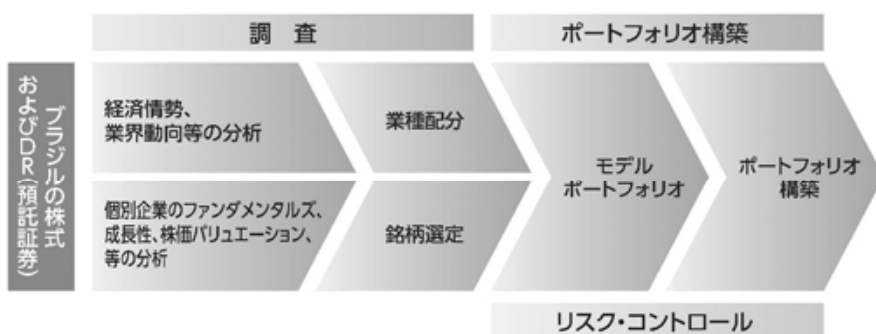 調 査
ポートフォリオ構築
ブラジルの株式
およびDR(預託証券)
経済情勢、
業界動向等の分析
業種配分
個別企業のファンダメンタルズ、
成長性、株価バリュエーション、
等の分析
銘柄選定
モデル
ポートフォリオ
ポートフォリオ
構築
リスク・コントロール